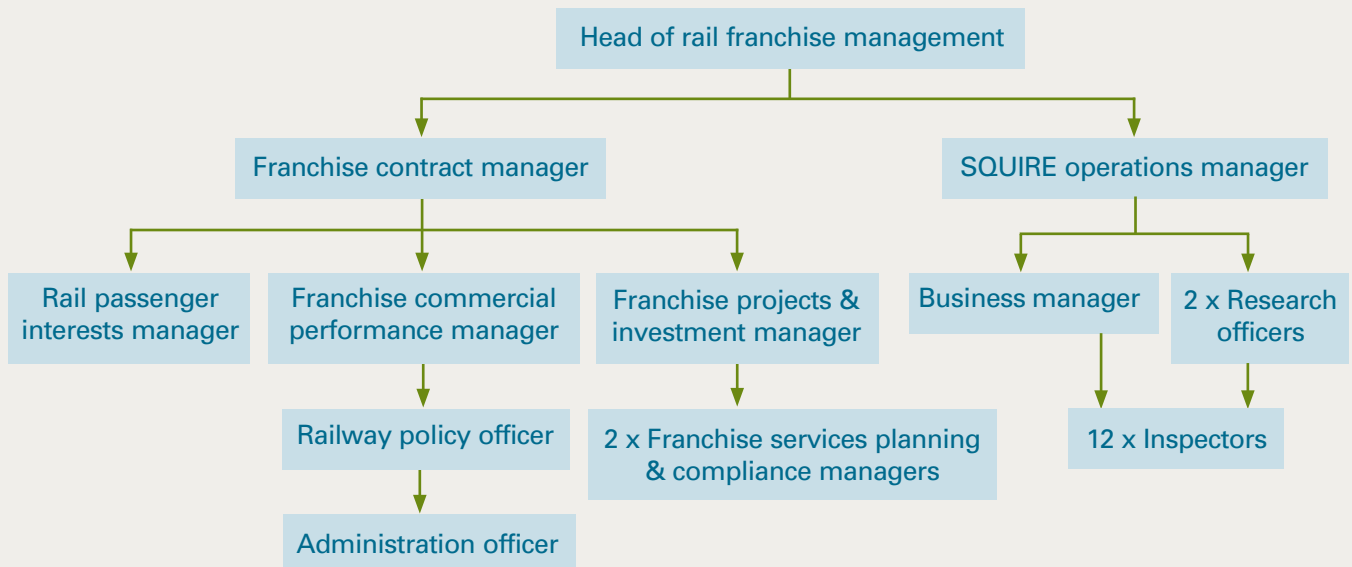 Head of rail franchise management
Franchise contract manager
SQUIRE operations manager
Rail passenger
interests manager
Franchise commercial
performance manager
Franchise projects &
investment manager
Business manager
2 x Research
officers
Railway policy officer
2 x Franchise services planning
& compliance managers
12 x Inspectors
Administration officer